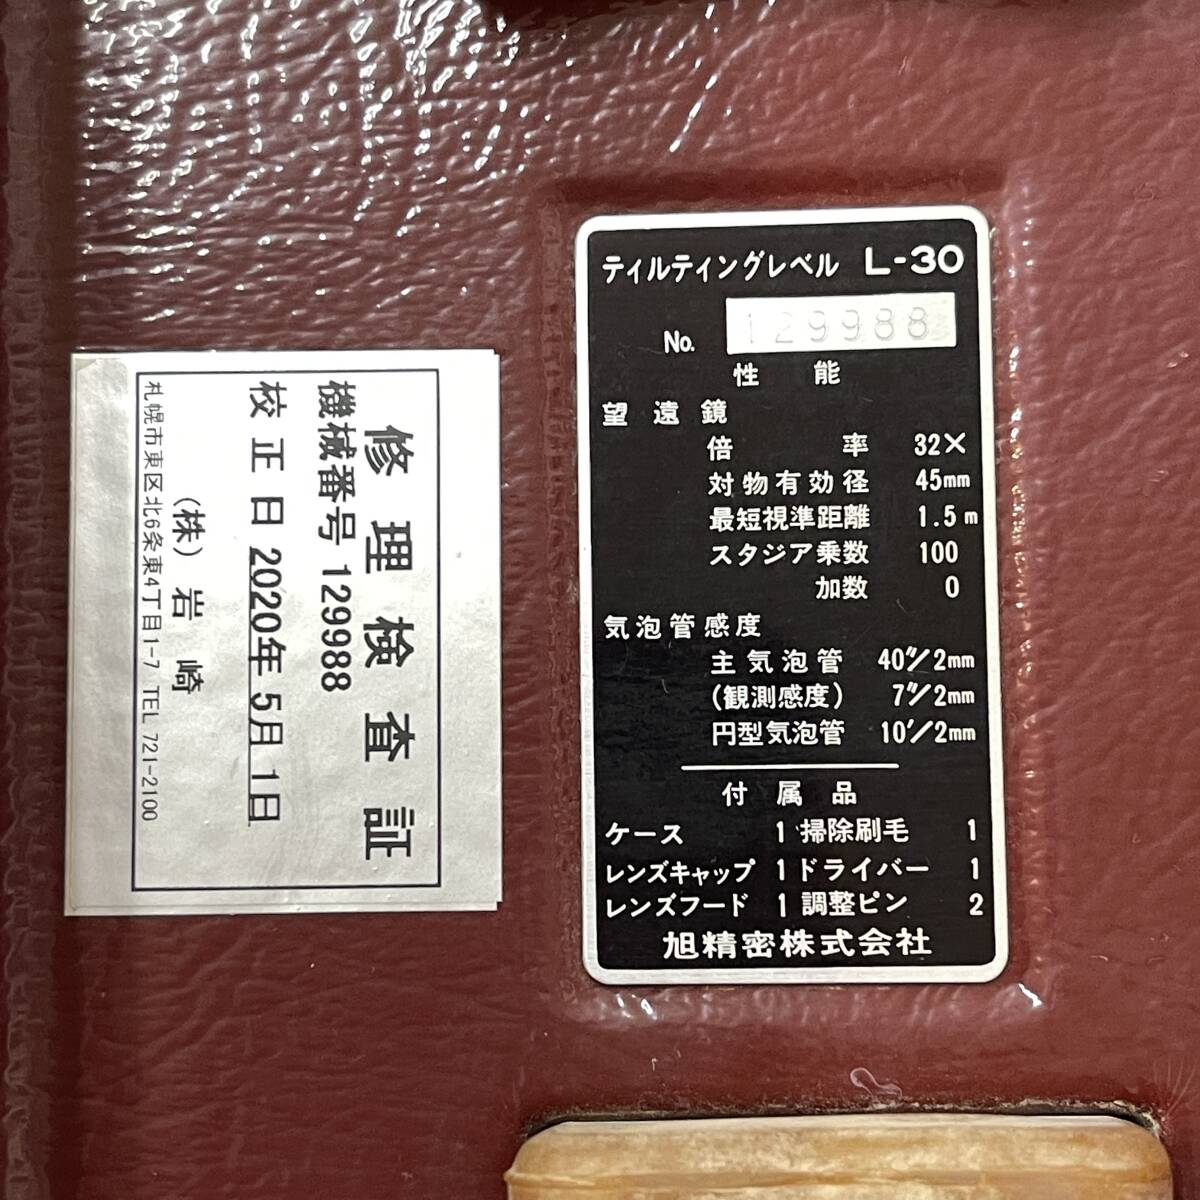 修理検査証
機械番号 129988
校正日 2020年 5月 1日
(株) 岩崎
札幌市東区北6条東4丁目1-7 TEL 721-2100
ティルティングレベル L-30
No. 129988
性能
望遠鏡
倍率 32×
対物有効径 45mm
最短視準距離 1.5m
スタジア乗数 100
加数 0
気泡管感度
主気泡管 40″/2mm
(観測感度) 7″/2mm
円型気泡管 10′/2mm
付属品
ケース 1 掃除刷毛 1
レンズキャップ 1 ドライバー 1
レンズフード 1 調整ピン 2
旭精密株式会社